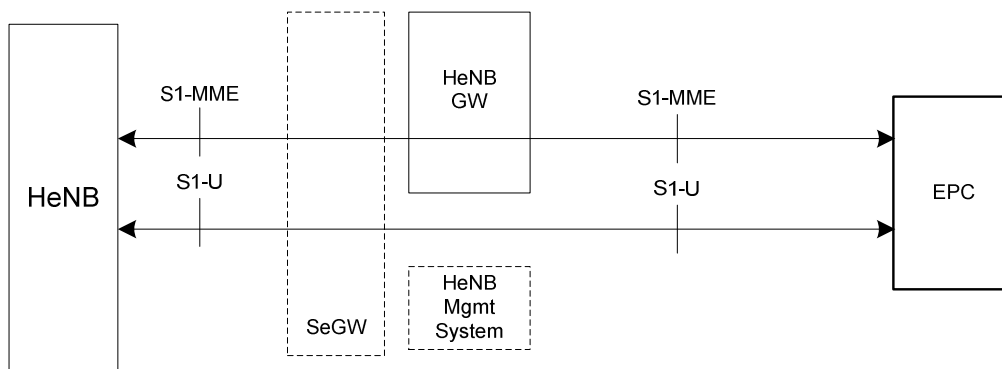 HeNB
S1-MME
S1-U
SeGW
HeNB
GW
HeNB
Mgmt
System
S1-MME
S1-U
EPC